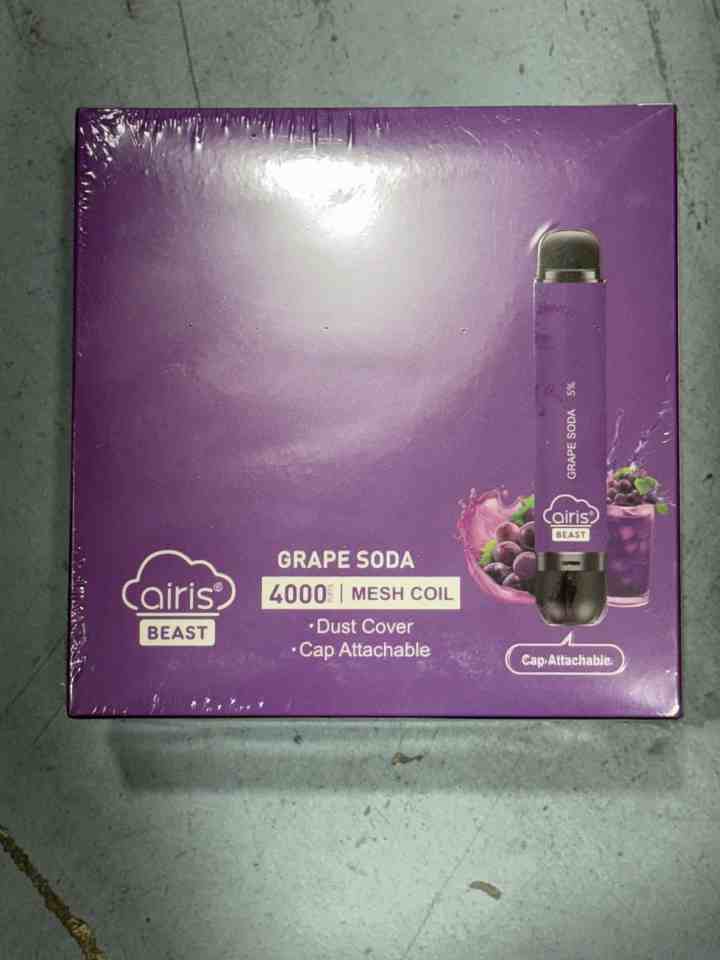 GRAPE SODA 5%
airis®
BEAST
airis®
BEAST
GRAPE SODA
4000 | MESH COIL
·Dust Cover
·Cap Attachable
Cap Attachable